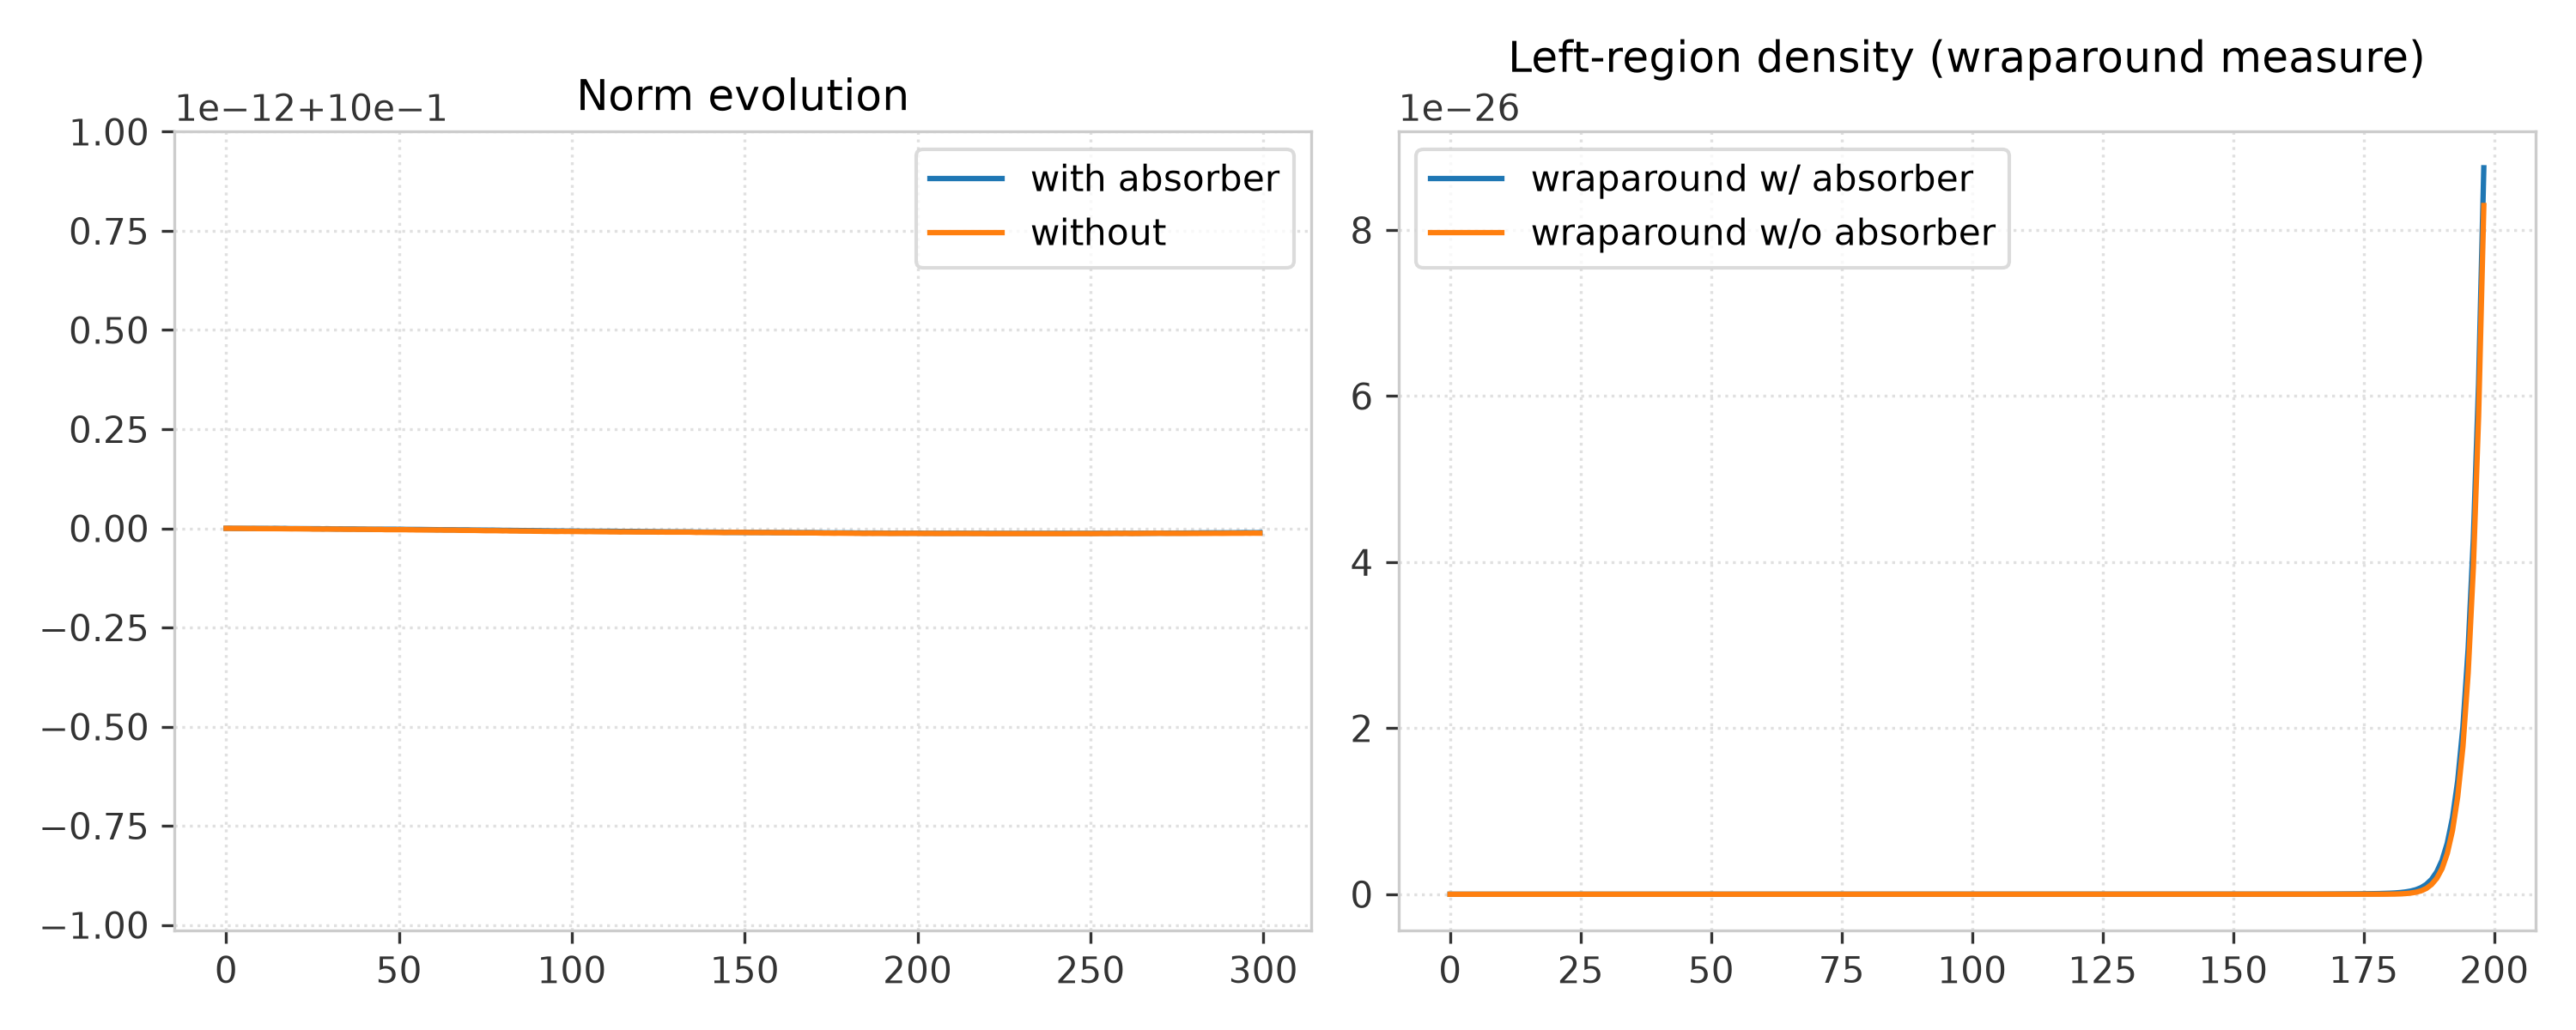 Norm evolution
1e−12+10e−1
1.00
0.75
0.50
0.25
0.00
−0.25
−0.50
−0.75
−1.00
0 50 100 150 200 250 300
with absorber
without
Left-region density (wraparound measure)
1e−26
8
6
4
2
0
0 25 50 75 100 125 150 175 200
wraparound w/ absorber
wraparound w/o absorber